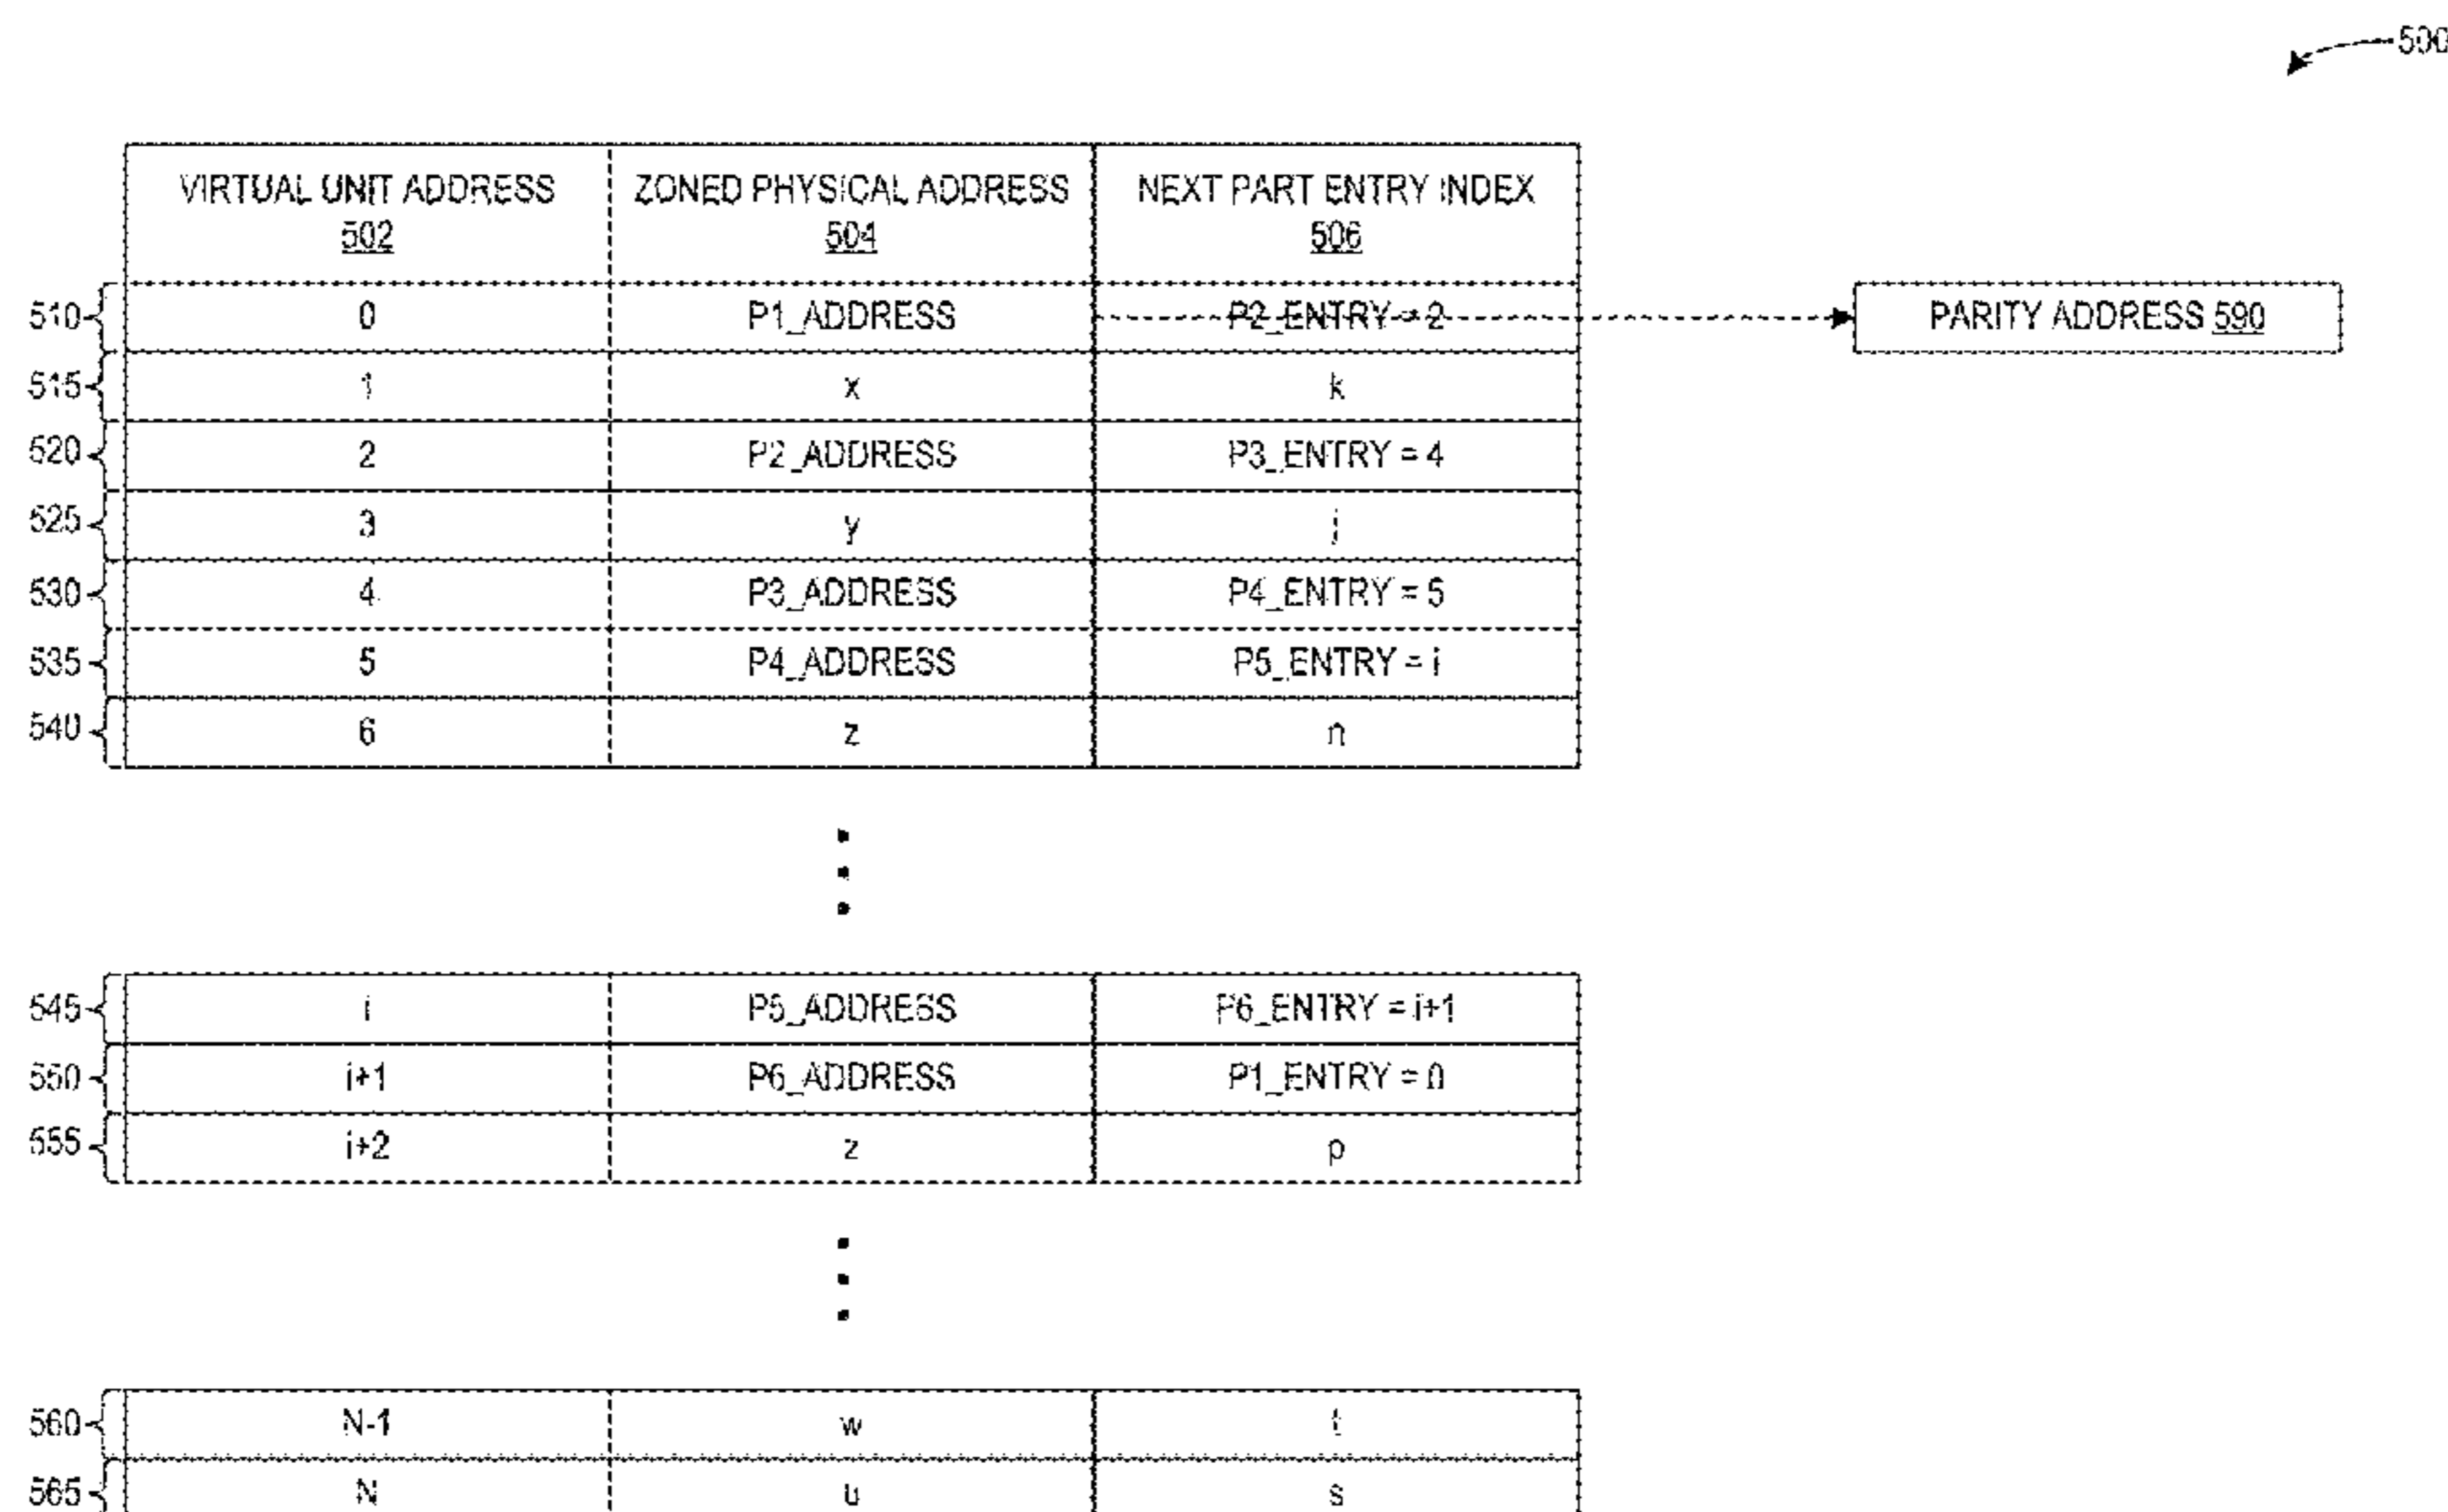 500
VIRTUAL UNIT ADDRESS ZONED PHYSICAL ADDRESS NEXT PART ENTRY INDEX
502 504 506
510 0 P1_ADDRESS P2_ENTRY = 2 PARITY ADDRESS 590
515 1 x k
520 2 P2_ADDRESS P3_ENTRY = 4
525 3 y j
530 4 P3_ADDRESS P4_ENTRY = 5
535 5 P4_ADDRESS P5_ENTRY = i
540 6 z n
545 i P5_ADDRESS P6_ENTRY = i+1
550 i+1 P6_ADDRESS P1_ENTRY = 0
555 i+2 z p
560 N-1 w t
565 N u s